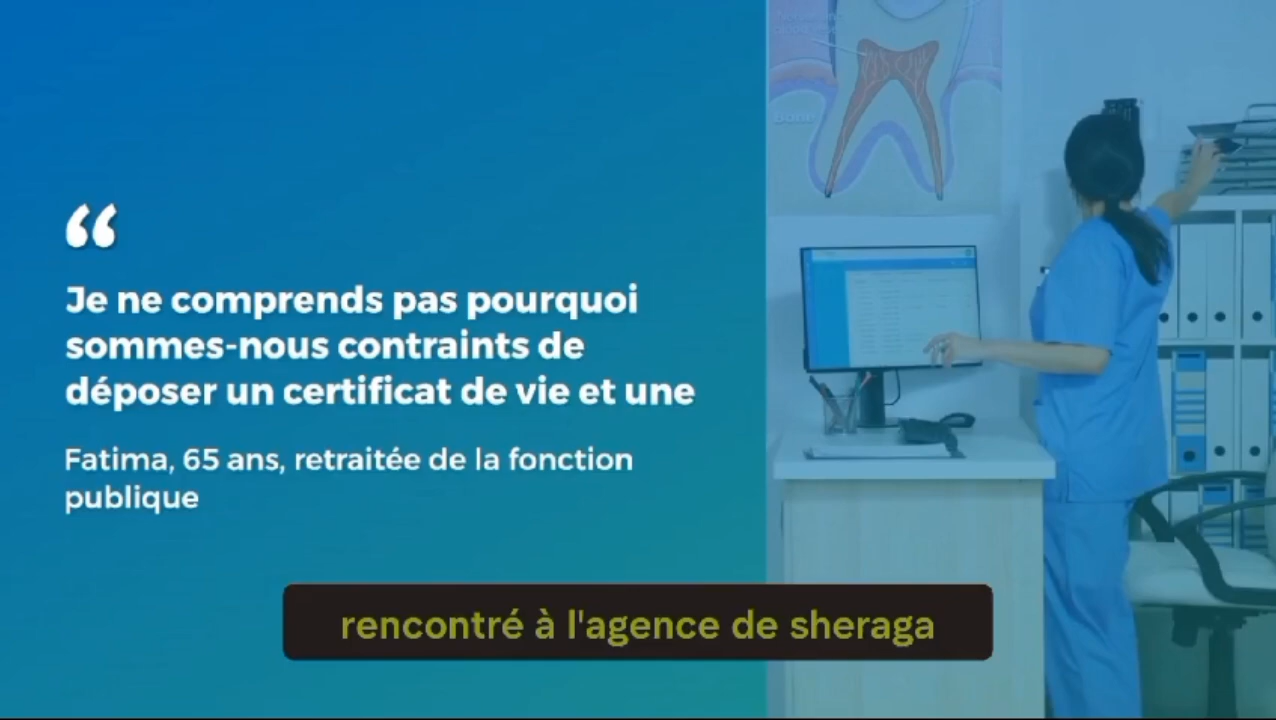 “
Je ne comprends pas pourquoi
sommes-nous contraints de
déposer un certificat de vie et une
Fatima, 65 ans, retraitée de la fonction
publique
rencontré à l'agence de sheraga
Bone